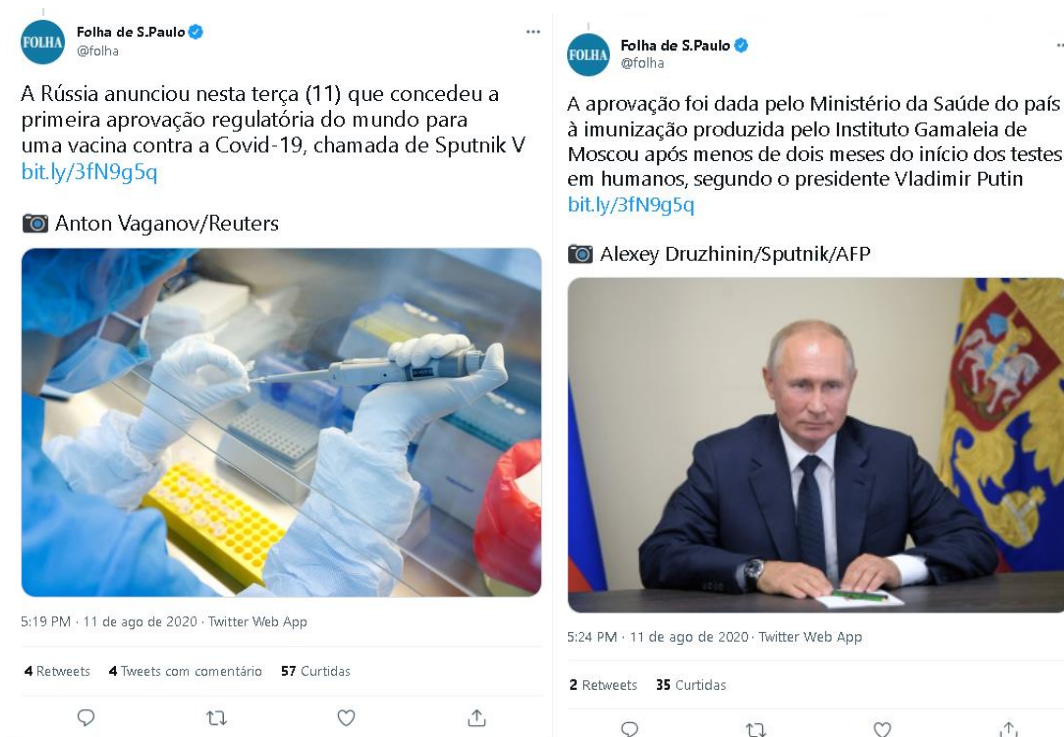 FOLHA
Folha de S.Paulo
@folha
A Rússia anunciou nesta terça (11) que concedeu a
primeira aprovação regulatória do mundo para
uma vacina contra a Covid-19, chamada de Sputnik V
bit.ly/3fN9g5q
Anton Vaganov/Reuters
5:19 PM · 11 de ago de 2020 · Twitter Web App
4 Retweets 4 Tweets com comentário 57 Curtidas
FOLHA
Folha de S.Paulo
@folha
A aprovação foi dada pelo Ministério da Saúde do país
à imunização produzida pelo Instituto Gamaleia de
Moscou após menos de dois meses do início dos testes
em humanos, segundo o presidente Vladimir Putin
bit.ly/3fN9g5q
Alexey Druzhinin/Sputnik/AFP
5:24 PM · 11 de ago de 2020 · Twitter Web App
2 Retweets 35 Curtidas